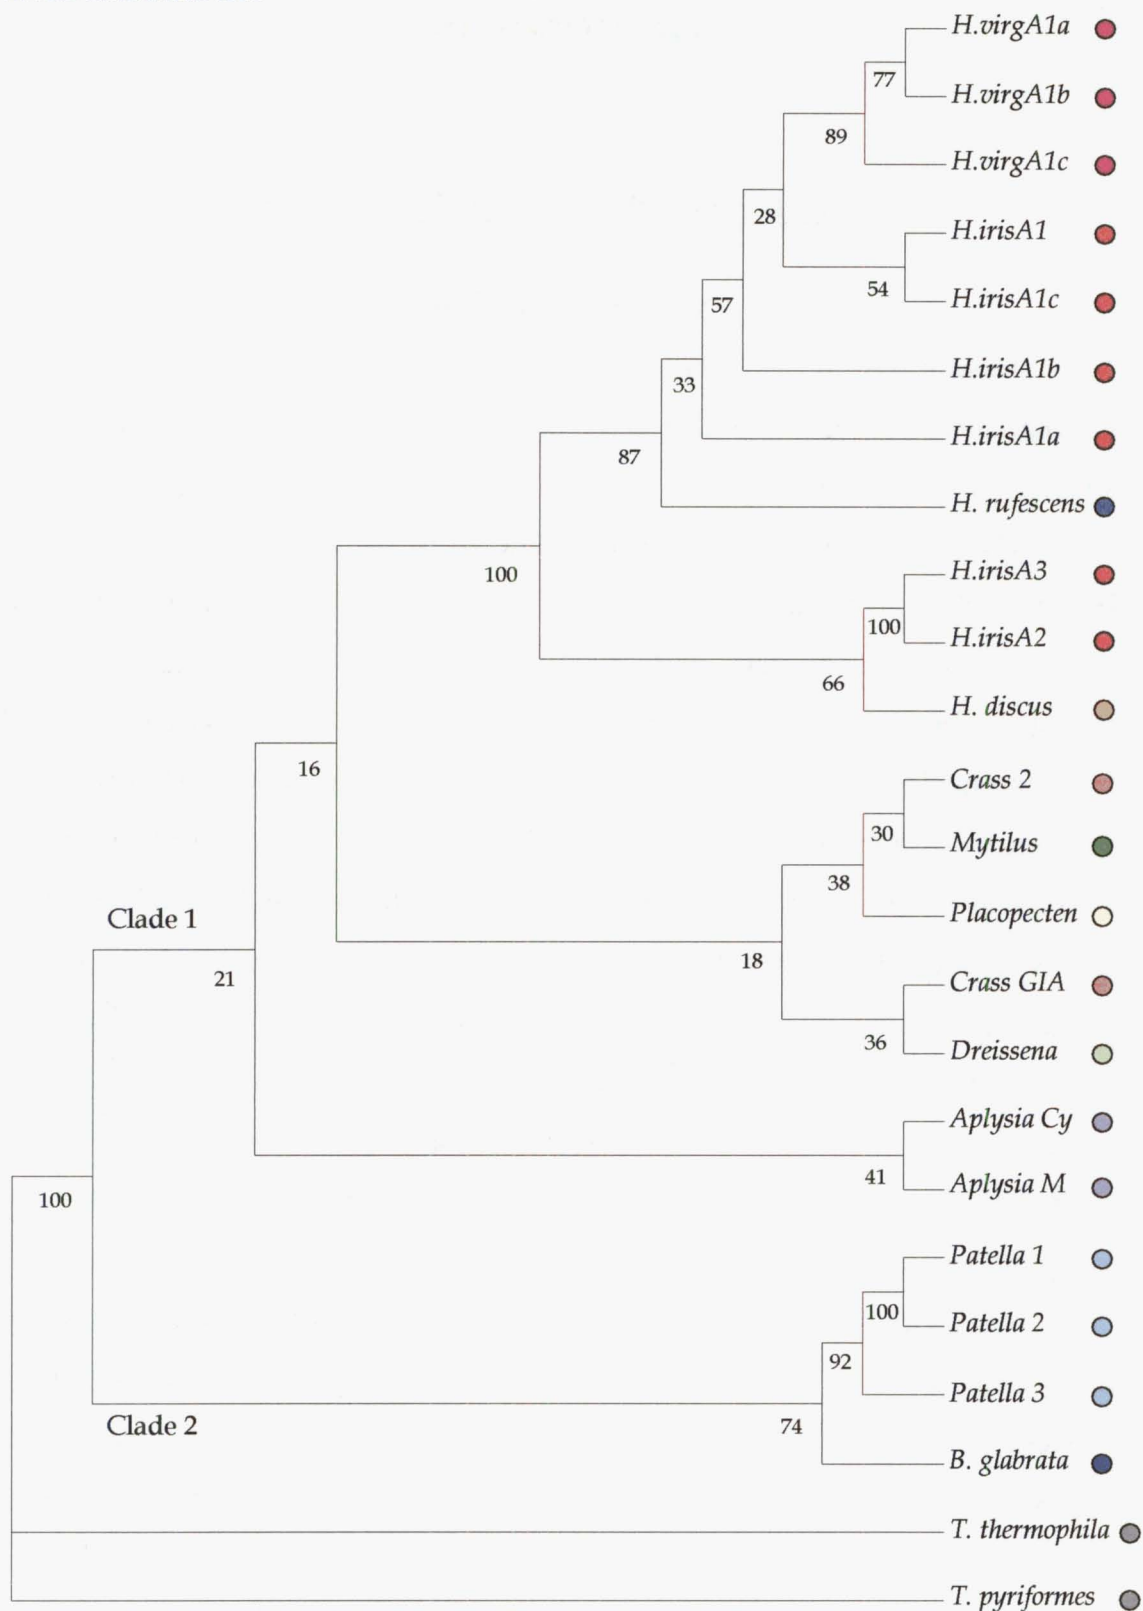 H.virgA1a
77
H.virgA1b
89
H.virgA1c
28
H.irisA1
54
H.irisA1c
57
H.irisA1b
33
H.irisA1a
87
H. rufescens
100
H.irisA3
100
H.irisA2
66
H. discus
16
Crass 2
30
Mytilus
38
Placopecten
Clade 1
18
21
Crass GIA
36
Dreissena
Aplysia Cy
41
Aplysia M
100
Patella 1
100
Patella 2
92
Patella 3
Clade 2
74
B. glabrata
T. thermophila
T. pyriformes